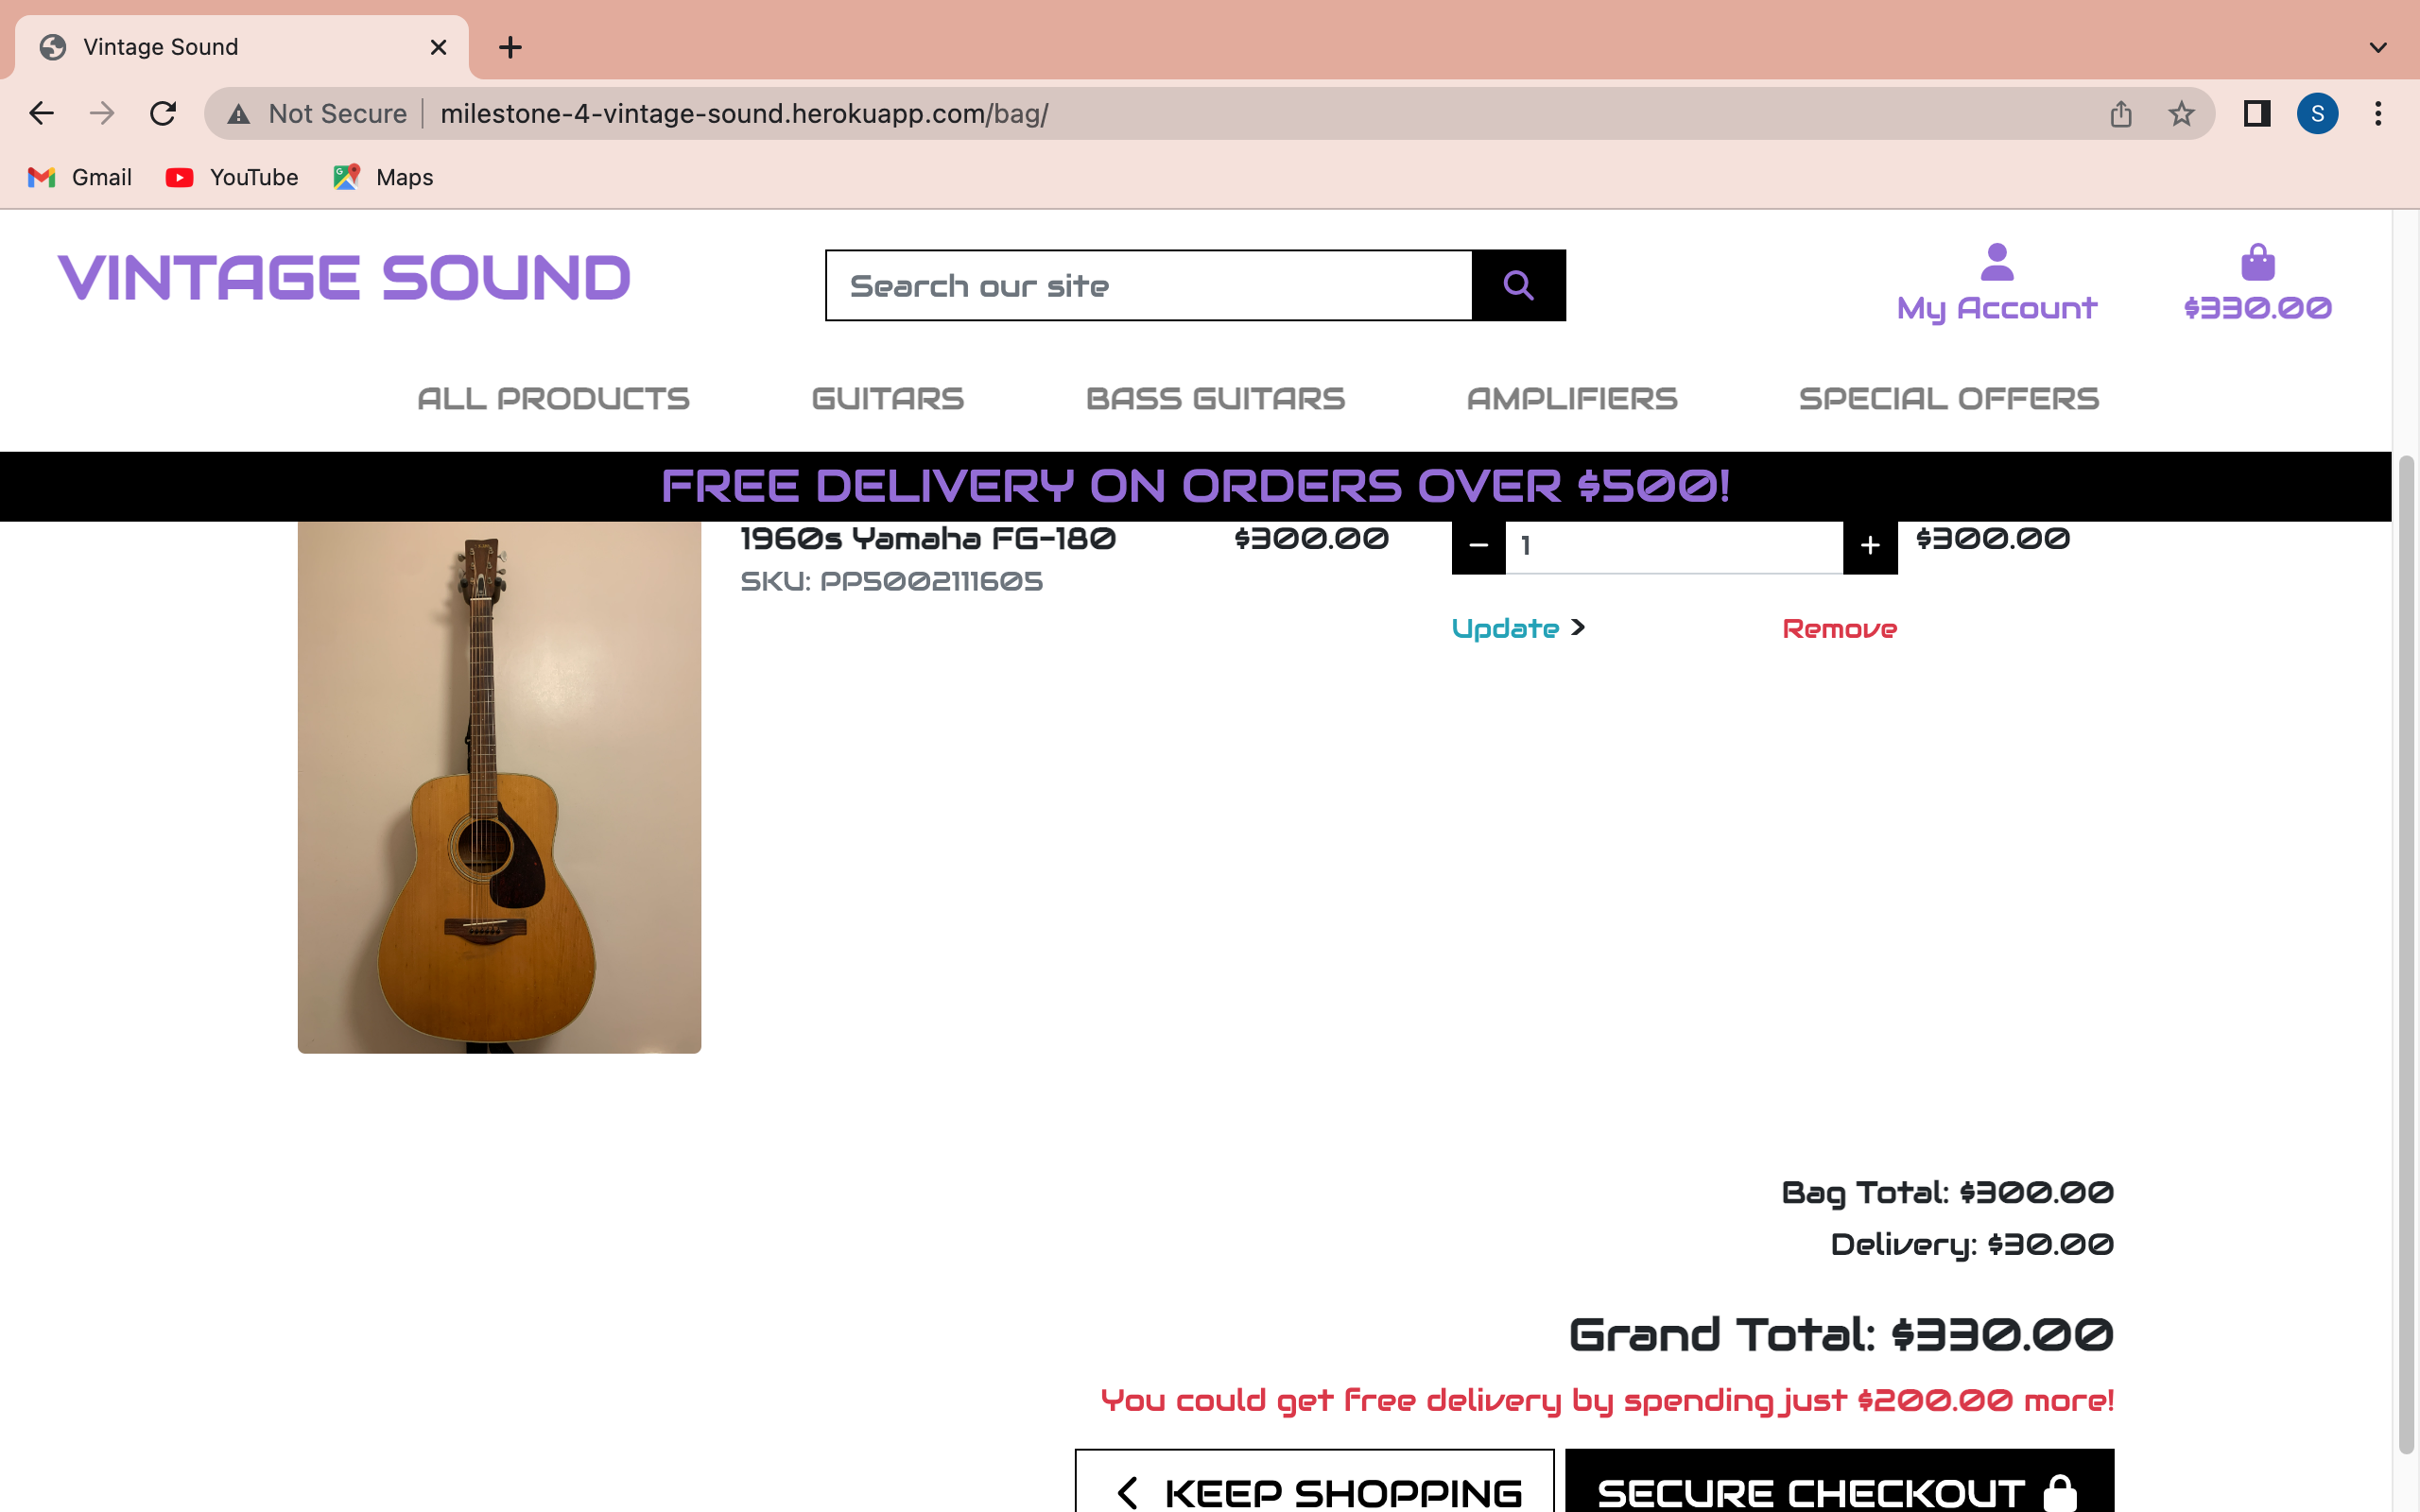 Vintage Sound
Not Secure milestone-4-vintage-sound.herokuapp.com/bag/ S
Gmail YouTube Maps
VINTAGE SOUND
Search our site
My Account
$330.00
ALL PRODUCTS GUITARS BASS GUITARS AMPLIFIERS SPECIAL OFFERS
FREE DELIVERY ON ORDERS OVER $500!
1960s Yamaha FG-180 $300.00 1 $300.00
SKU: PP5002111605
Update Remove
Bag Total: $300.00
Delivery: $30.00
Grand Total: $330.00
You could get free delivery by spending just $200.00 more!
KEEP SHOPPING SECURE CHECKOUT